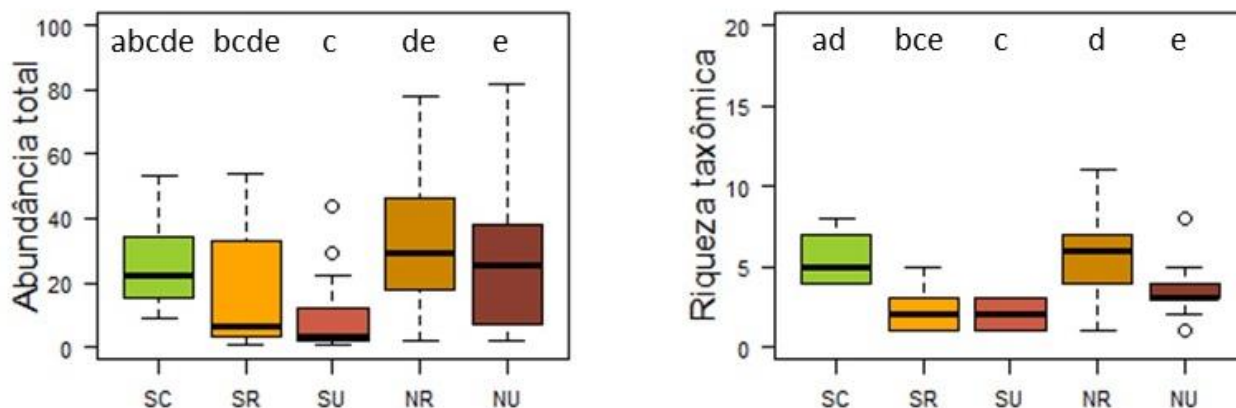 Abundância total
100
80
60
40
20
0
abcde bcde c de e
SC SR SU NR NU
Riqueza taxômica
20
15
10
5
0
ad bce c d e
SC SR SU NR NU